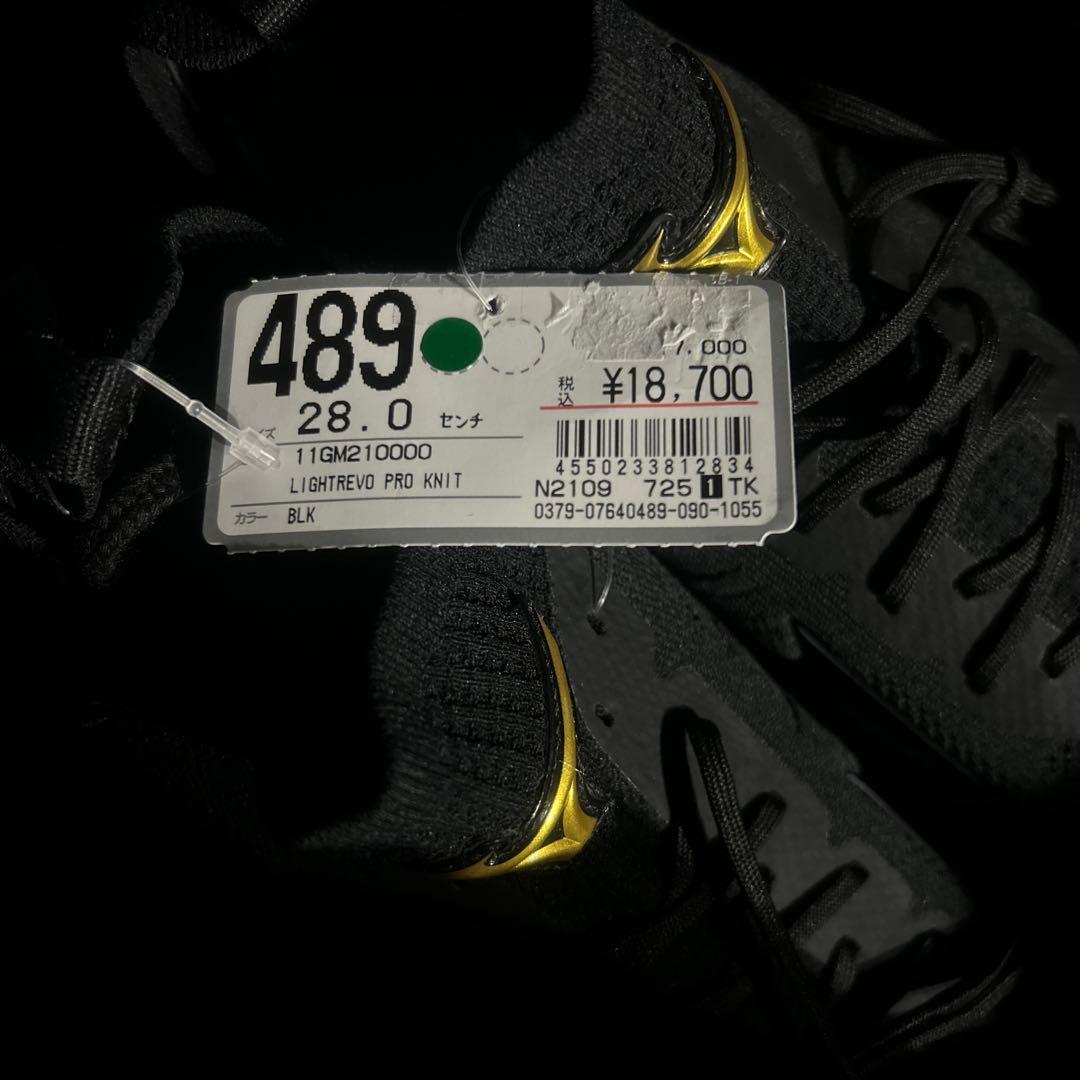 489
7,000
税込 ¥18,700
28.0 センチ
11GM210000
4550233812834
LIGHTREVO PRO KNIT
N2109 725 1 TK
カラー BLK
0379-07640489-090-1055